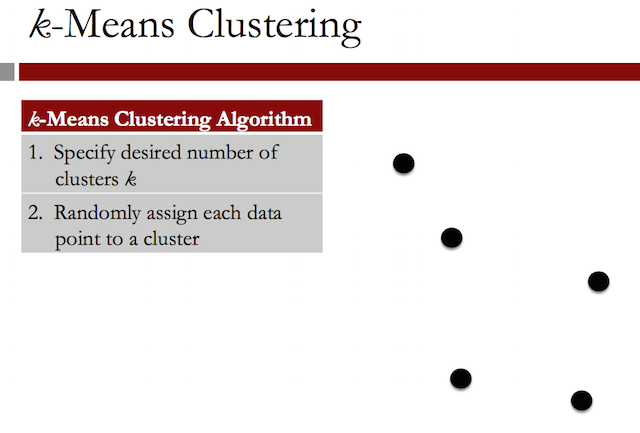 k-Means Clustering
k-Means Clustering Algorithm
1. Specify desired number of
clusters k
2. Randomly assign each data
point to a cluster